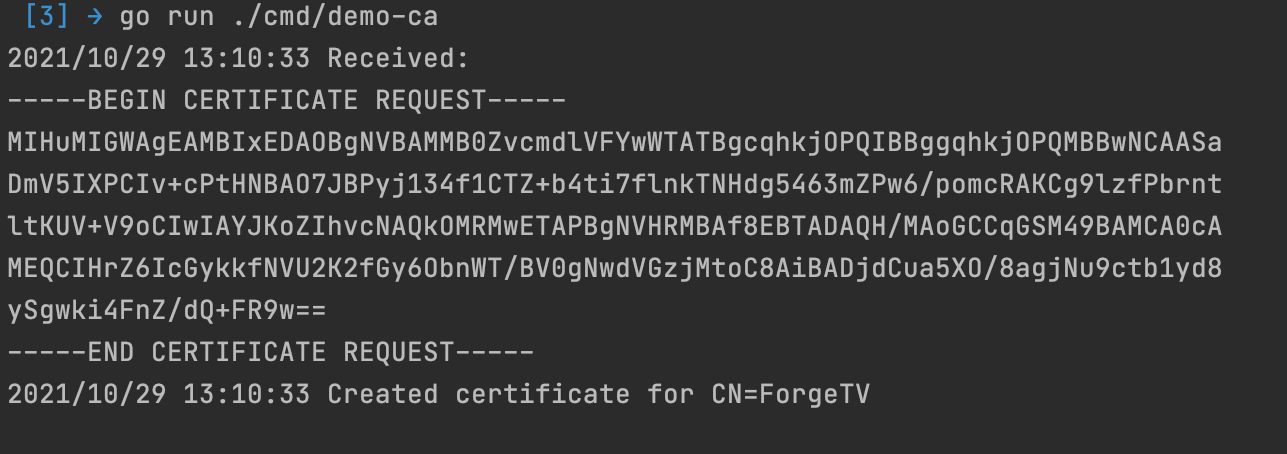 [3] → go run ./cmd/demo-ca
2021/10/29 13:10:33 Received:
-----BEGIN CERTIFICATE REQUEST-----
MIHuMIGWAgEAMBIxEDAOBgNVBAMMB0ZvcmdlVFYwWTATBgcqhkjOPQIBBggqhkjOPQMBBwNCAASa
DmV5IXPCIv+cPtHNBAO7JBPyj134f1CTZ+b4ti7flnkTNHdg5463mZPw6/pomcRAKCg9lzfPbrnt
ltKUV+V9oCIwIAYJKoZIhvcNAQkOMRMwETAPBgNVHRMBAf8EBTADAQH/MAoGCCqGSM49BAMCA0cA
MEQCIHrZ6IcGykkfNVU2K2fGy6ObnWT/BV0gNwdVGzjMtoC8AiBADjdCua5XO/8agjNu9ctb1yd8
ySgwki4FnZ/dQ+FR9w==
-----END CERTIFICATE REQUEST-----
2021/10/29 13:10:33 Created certificate for CN=ForgeTV